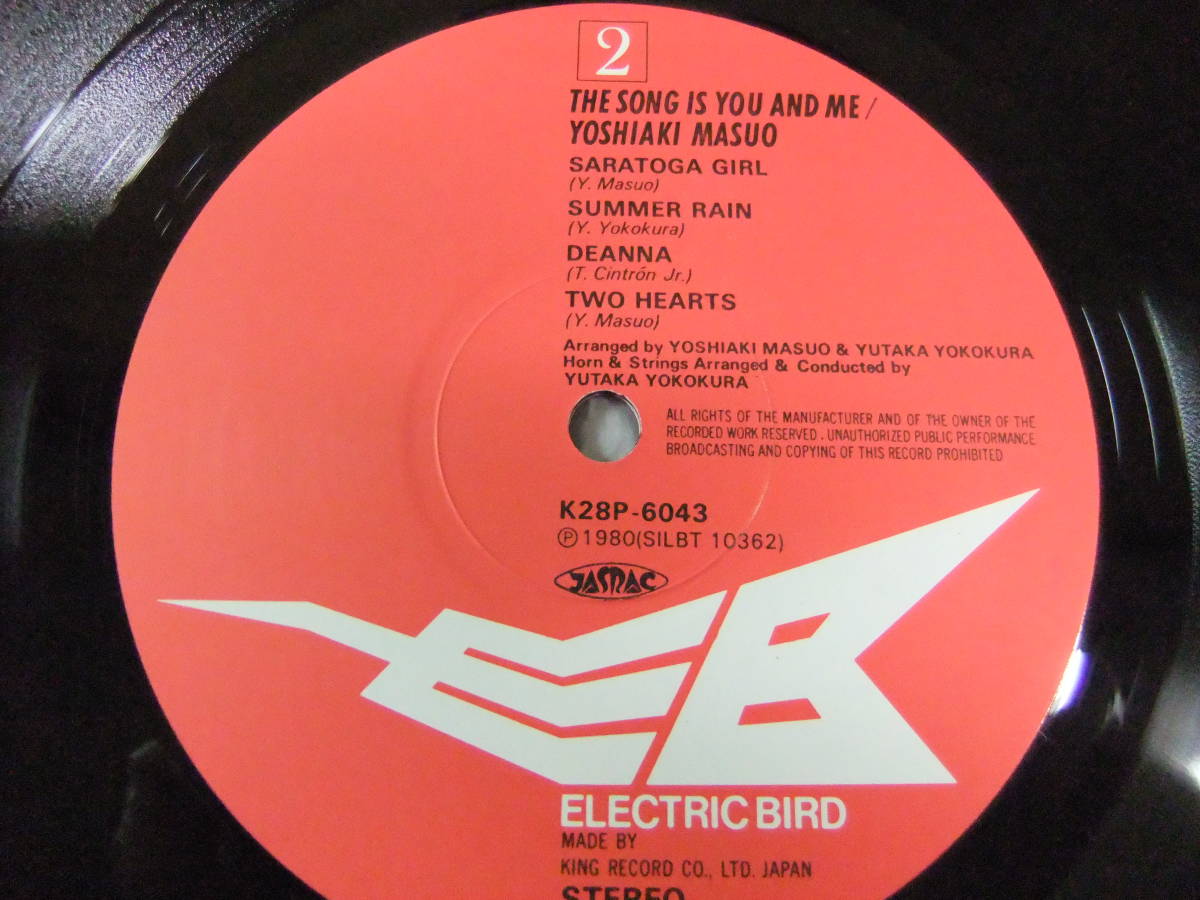 2
THE SONG IS YOU AND ME/
YOSHIAKI MASUO
SARATOGA GIRL
(Y. Masuo)
SUMMER RAIN
(Y. Yokokura)
DEANNA
(T. Cintrón Jr.)
TWO HEARTS
(Y. Masuo)
Arranged by YOSHIAKI MASUO & YUTAKA YOKOKURA
Horn & Strings Arranged & Conducted by
YUTAKA YOKOKURA
ALL RIGHTS OF THE MANUFACTURER AND OF THE OWNER OF THE
RECORDED WORK RESERVED. UNAUTHORIZED PUBLIC PERFORMANCE
BROADCASTING AND COPYING OF THIS RECORD PROHIBITED
K28P-6043
Ⓟ1980(SILBT 10362)
JASRAC
EB
ELECTRIC BIRD
MADE BY
KING RECORD CO., LTD. JAPAN
STEREO